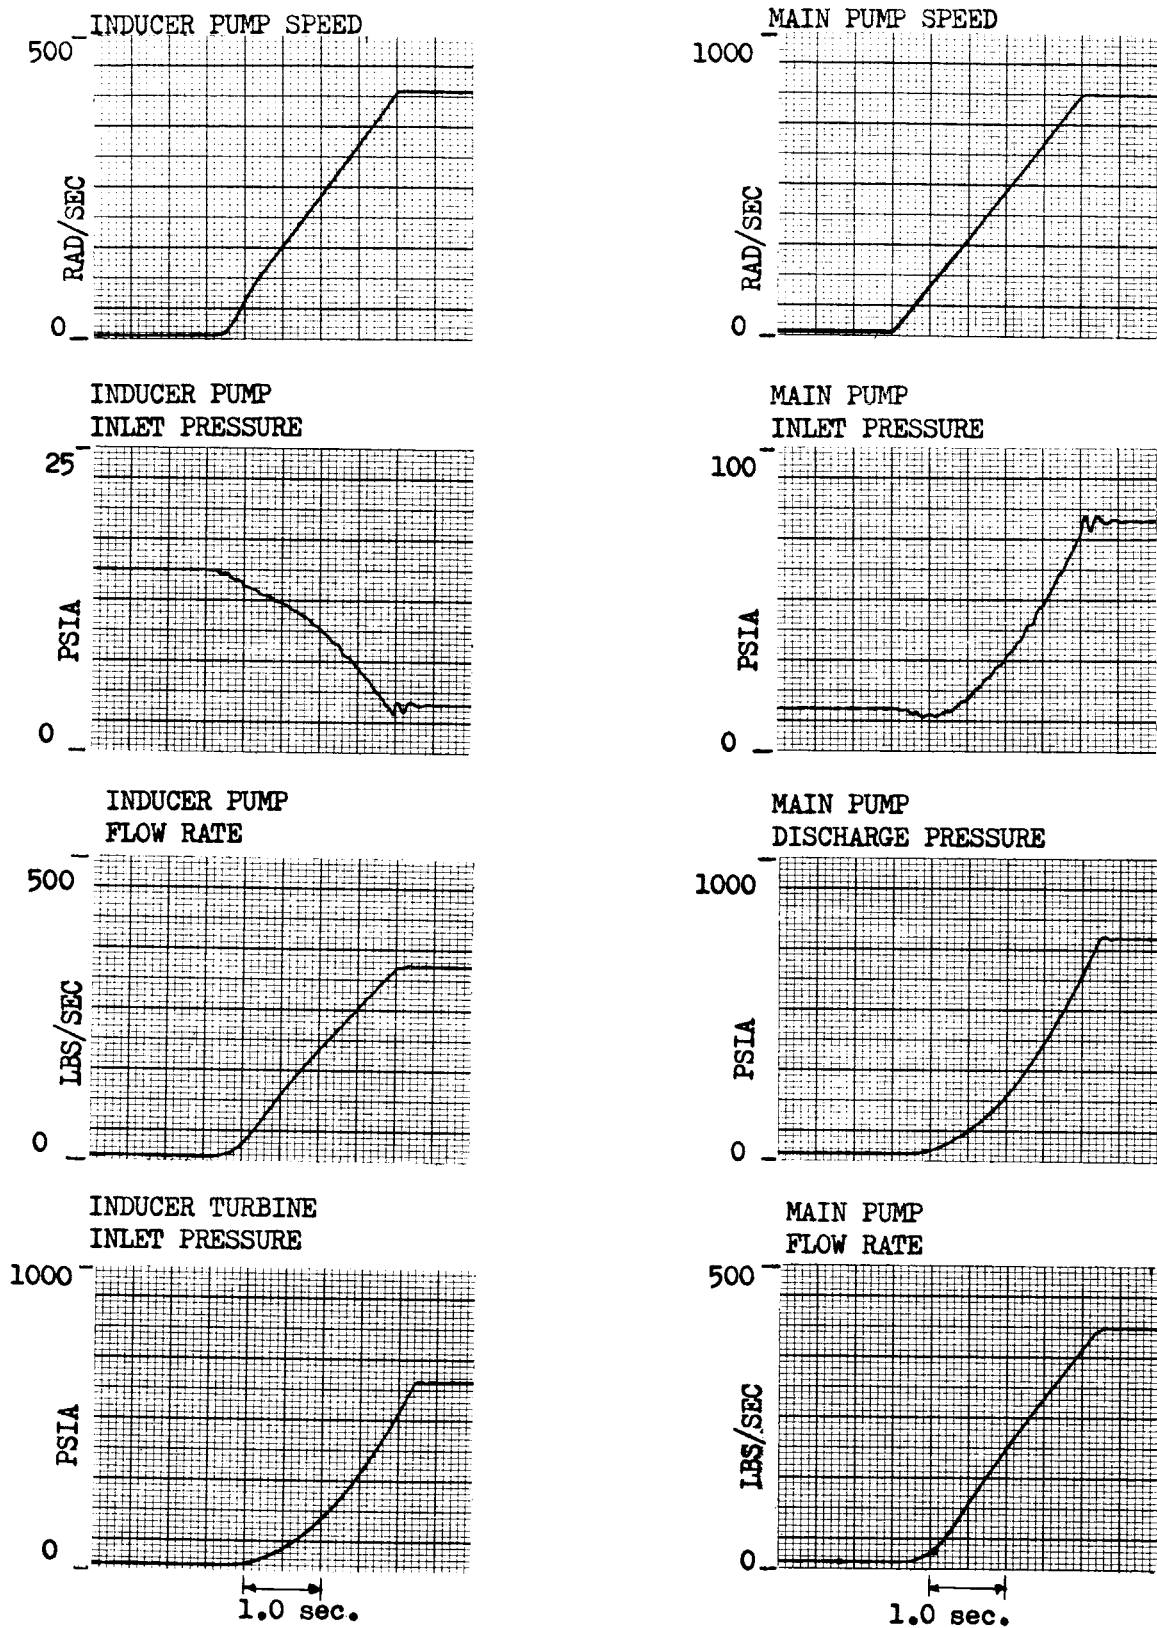 INDUCER PUMP SPEED
500
RAD/SEC
0
MAIN PUMP SPEED
1000
RAD/SEC
0
INDUCER PUMP
INLET PRESSURE
25
PSIA
0
MAIN PUMP
INLET PRESSURE
100
PSIA
0
INDUCER PUMP
FLOW RATE
500
LBS/SEC
0
MAIN PUMP
DISCHARGE PRESSURE
1000
PSIA
0
INDUCER TURBINE
INLET PRESSURE
1000
PSIA
0
1.0 sec.
MAIN PUMP
FLOW RATE
500
LBS/SEC
0
1.0 sec.